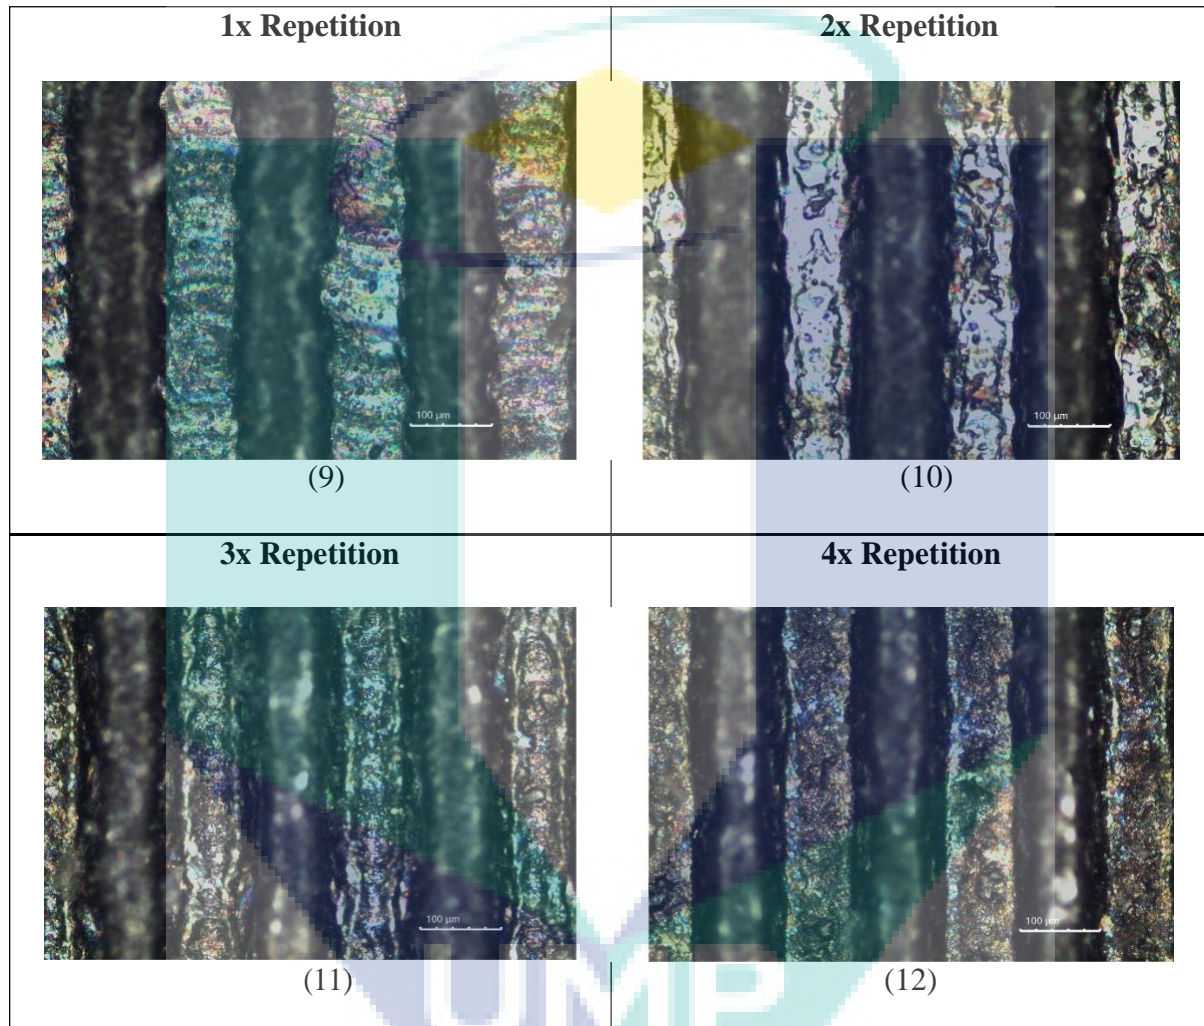 1x Repetition
2x Repetition
100 µm
100 µm
(9)
(10)
3x Repetition
4x Repetition
100 µm
100 µm
(11)
(12)
UMP